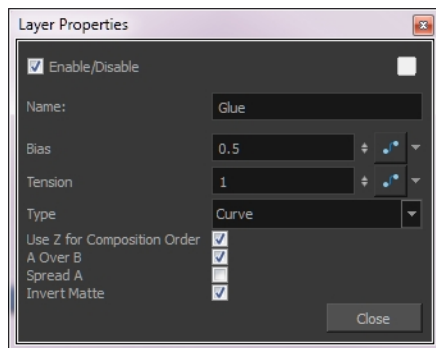 Layer Properties
Enable/Disable
Name: Glue
Bias 0.5
Tension 1
Type Curve
Use Z for Composition Order
A Over B
Spread A
Invert Matte
Close